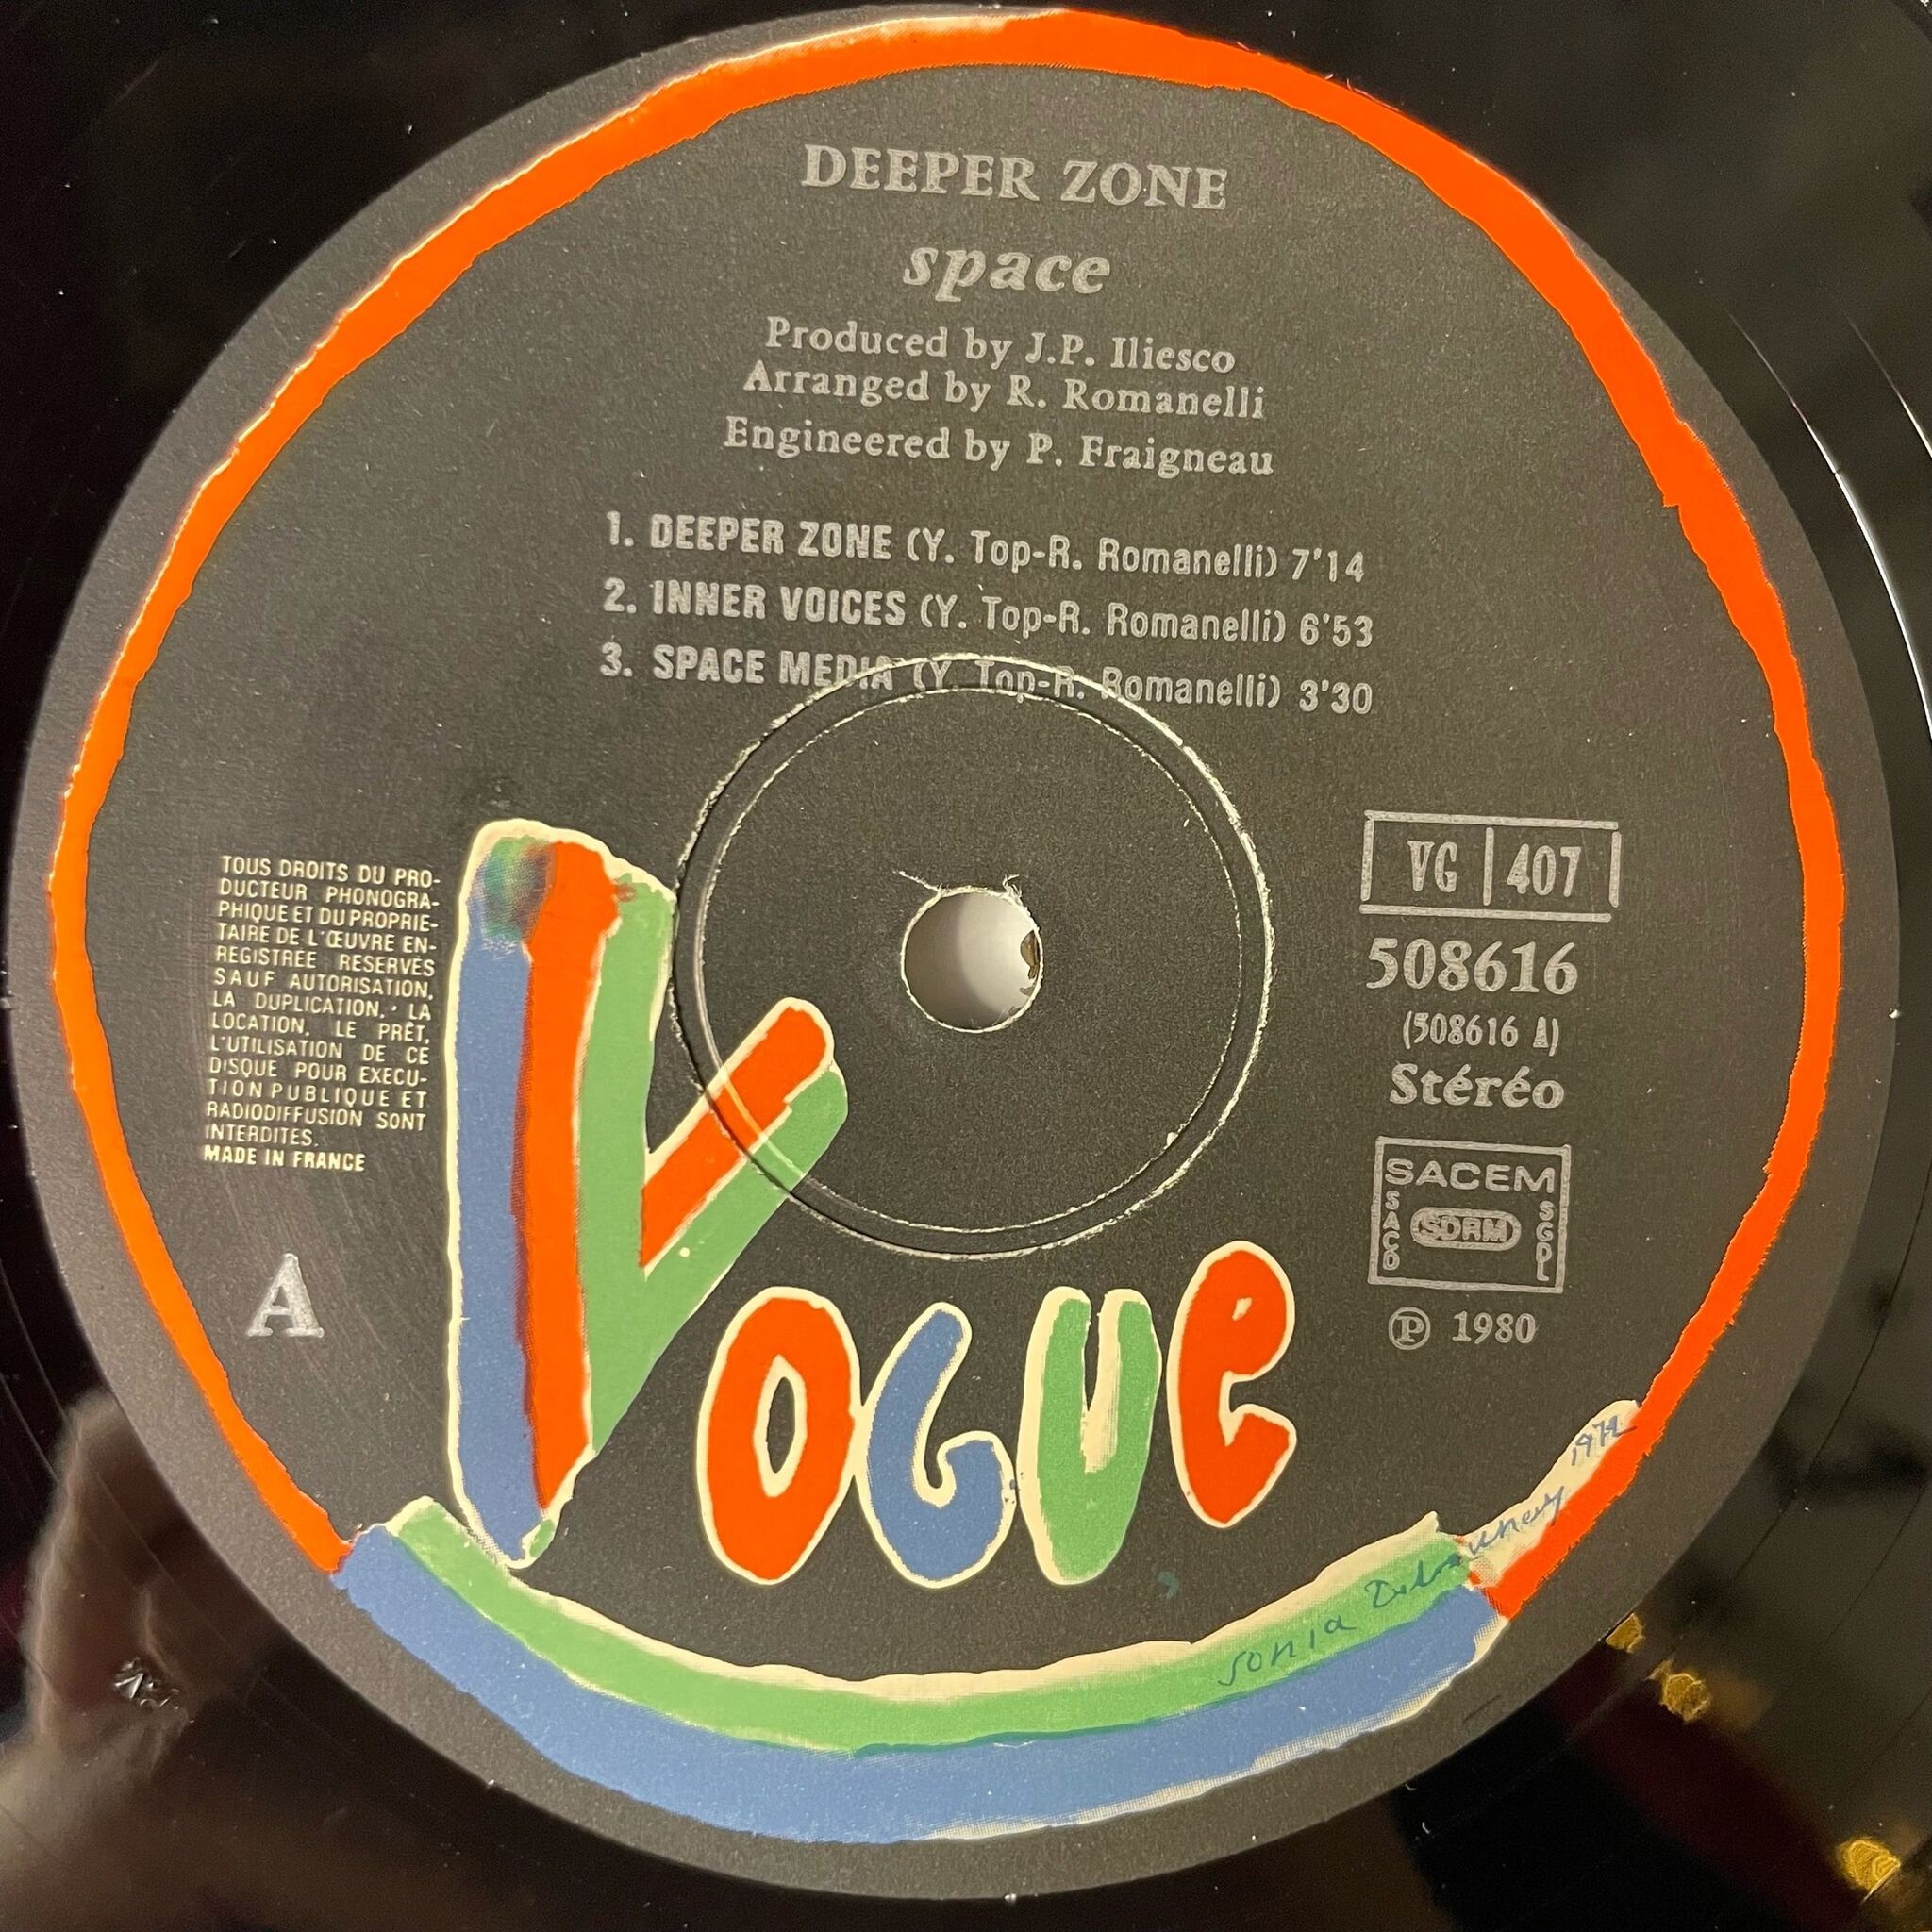 DEEPER ZONE
space
Produced by J.P. Iliesco
Arranged by R. Romanelli
Engineered by P. Fraigneau
1. DEEPER ZONE (Y. Top-R. Romanelli) 7'14
2. INNER VOICES (Y. Top-R. Romanelli) 6'53
3. SPACE MEDIA (Y. Top-R. Romanelli) 3'30
TOUS DROITS DU PRO-
DUCTEUR PHONOGRA-
PHIQUE ET DU PROPRIE-
TAIRE DE L'ŒUVRE EN-
REGISTREE RESERVES
SAUF AUTORISATION,
LA DUPLICATION, LA
LOCATION, LE PRÊT,
L'UTILISATION DE CE
DISQUE POUR EXECU-
TION PUBLIQUE ET
RADIODIFFUSION SONT
INTERDITES.
MADE IN FRANCE
A
VG 407
508616
(508616 A)
Stéréo
SACEM
SACD
SDRM
SGDL
Ⓟ 1980
VOGUE
sonia Delaunay 1972